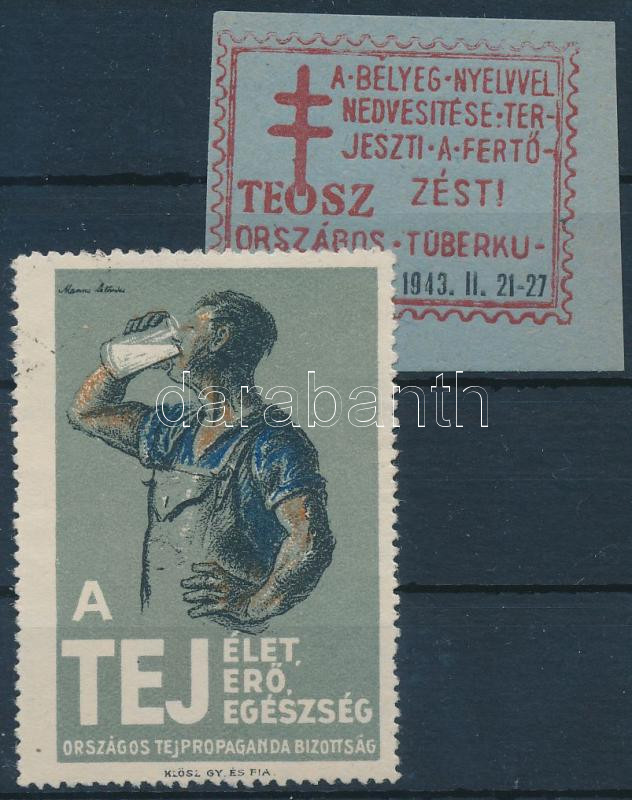 A·BÉLYEG·NYELVVEL
NEDVESITÉSE·TER-
JESZTI·A·FERTŐ-
ZÉST!
TEOSZ
ORSZÁGOS·TÜBERKU-
1943. II. 21-27
darabanth
A
TEJ
ÉLET,
ERŐ,
EGÉSZSÉG
ORSZÁGOS TEJPROPAGANDA BIZOTTSÁG
KLÖSZ GY. ÉS FIA.